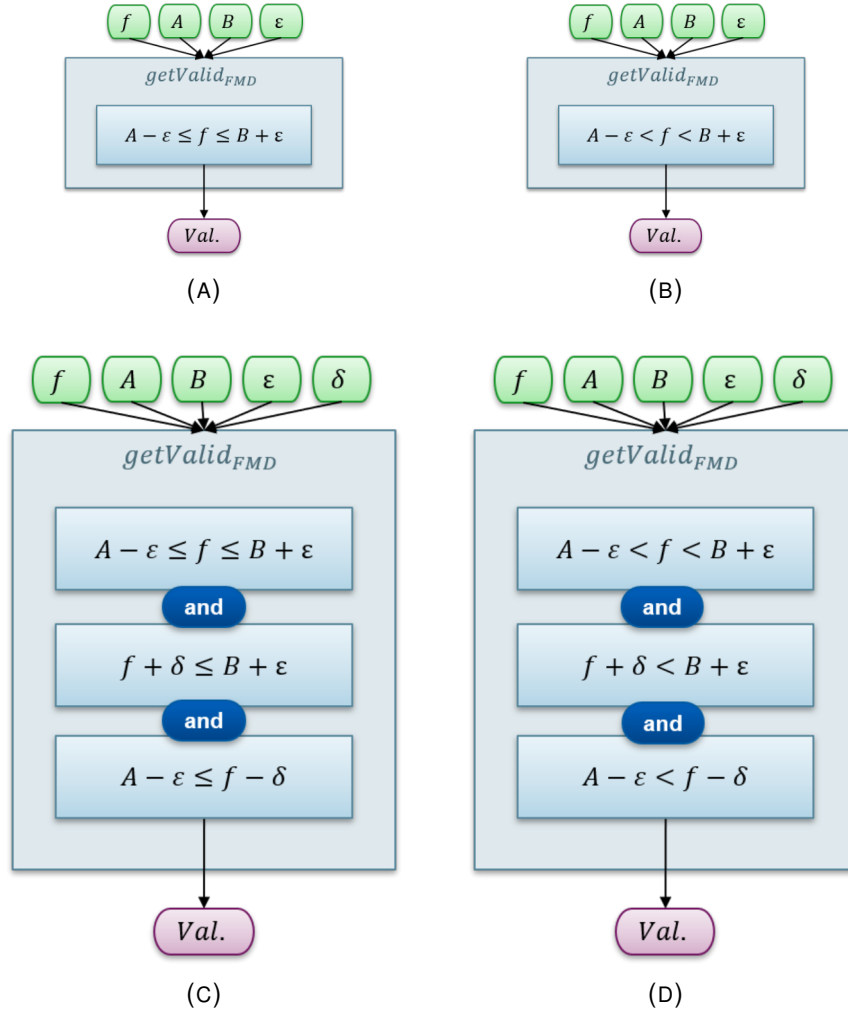 f A B ε
getValid_FMD
A − ε ≤ f ≤ B + ε
Val.
(A)
f A B ε
getValid_FMD
A − ε < f < B + ε
Val.
(B)
f A B ε δ
getValid_FMD
A − ε ≤ f ≤ B + ε
and
f + δ ≤ B + ε
and
A − ε ≤ f − δ
Val.
(C)
f A B ε δ
getValid_FMD
A − ε < f < B + ε
and
f + δ < B + ε
and
A − ε < f − δ
Val.
(D)